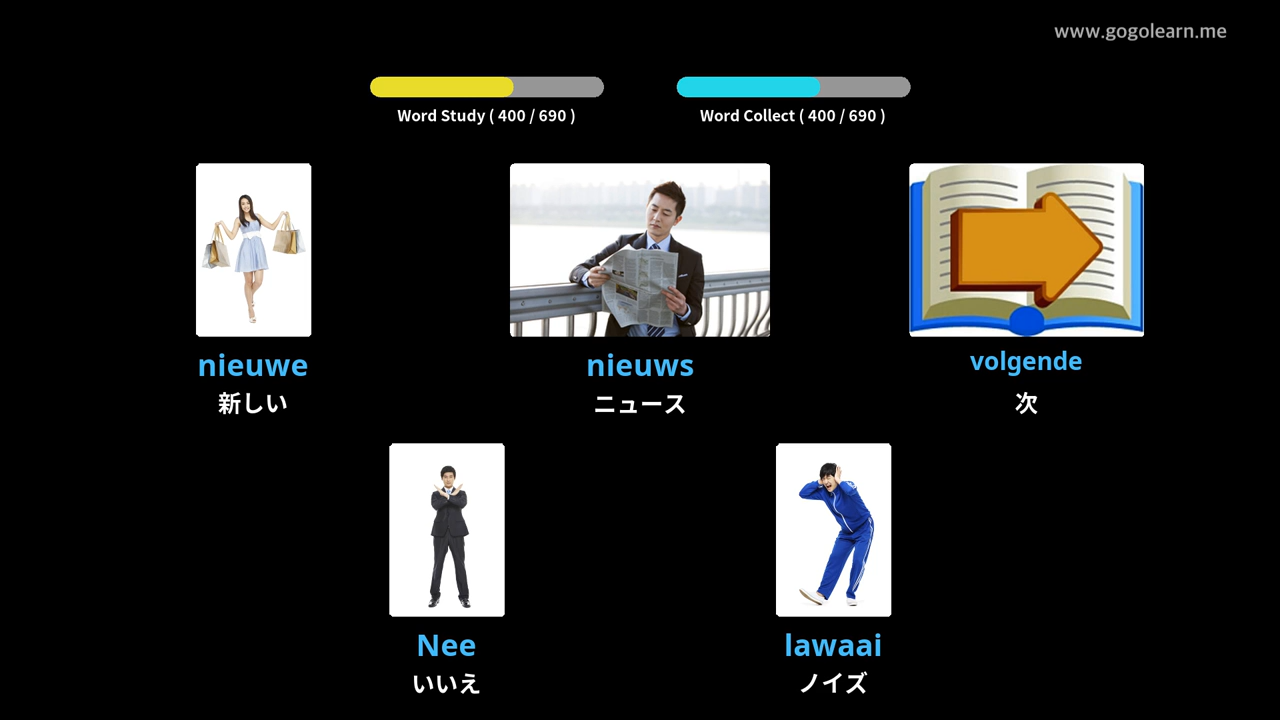 www.gogolearn.me
Word Study ( 400 / 690 )
Word Collect ( 400 / 690 )
nieuwe
新しい
nieuws
ニュース
volgende
次
Nee
いいえ
lawaai
ノイズ